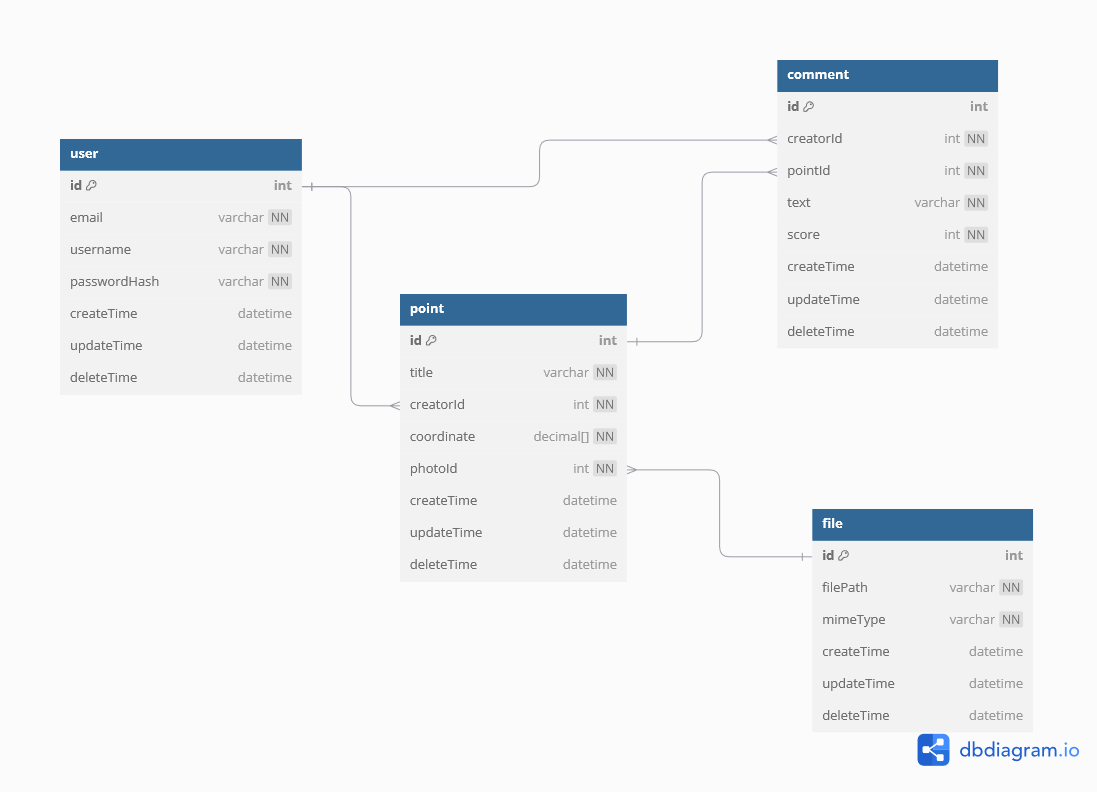 user
id int
email varchar NN
username varchar NN
passwordHash varchar NN
createTime datetime
updateTime datetime
deleteTime datetime
point
id int
title varchar NN
creatorId int NN
coordinate decimal[] NN
photoId int NN
createTime datetime
updateTime datetime
deleteTime datetime
comment
id int
creatorId int NN
pointId int NN
text varchar NN
score int NN
createTime datetime
updateTime datetime
deleteTime datetime
file
id int
filePath varchar NN
mimeType varchar NN
createTime datetime
updateTime datetime
deleteTime datetime
dbdiagram.io